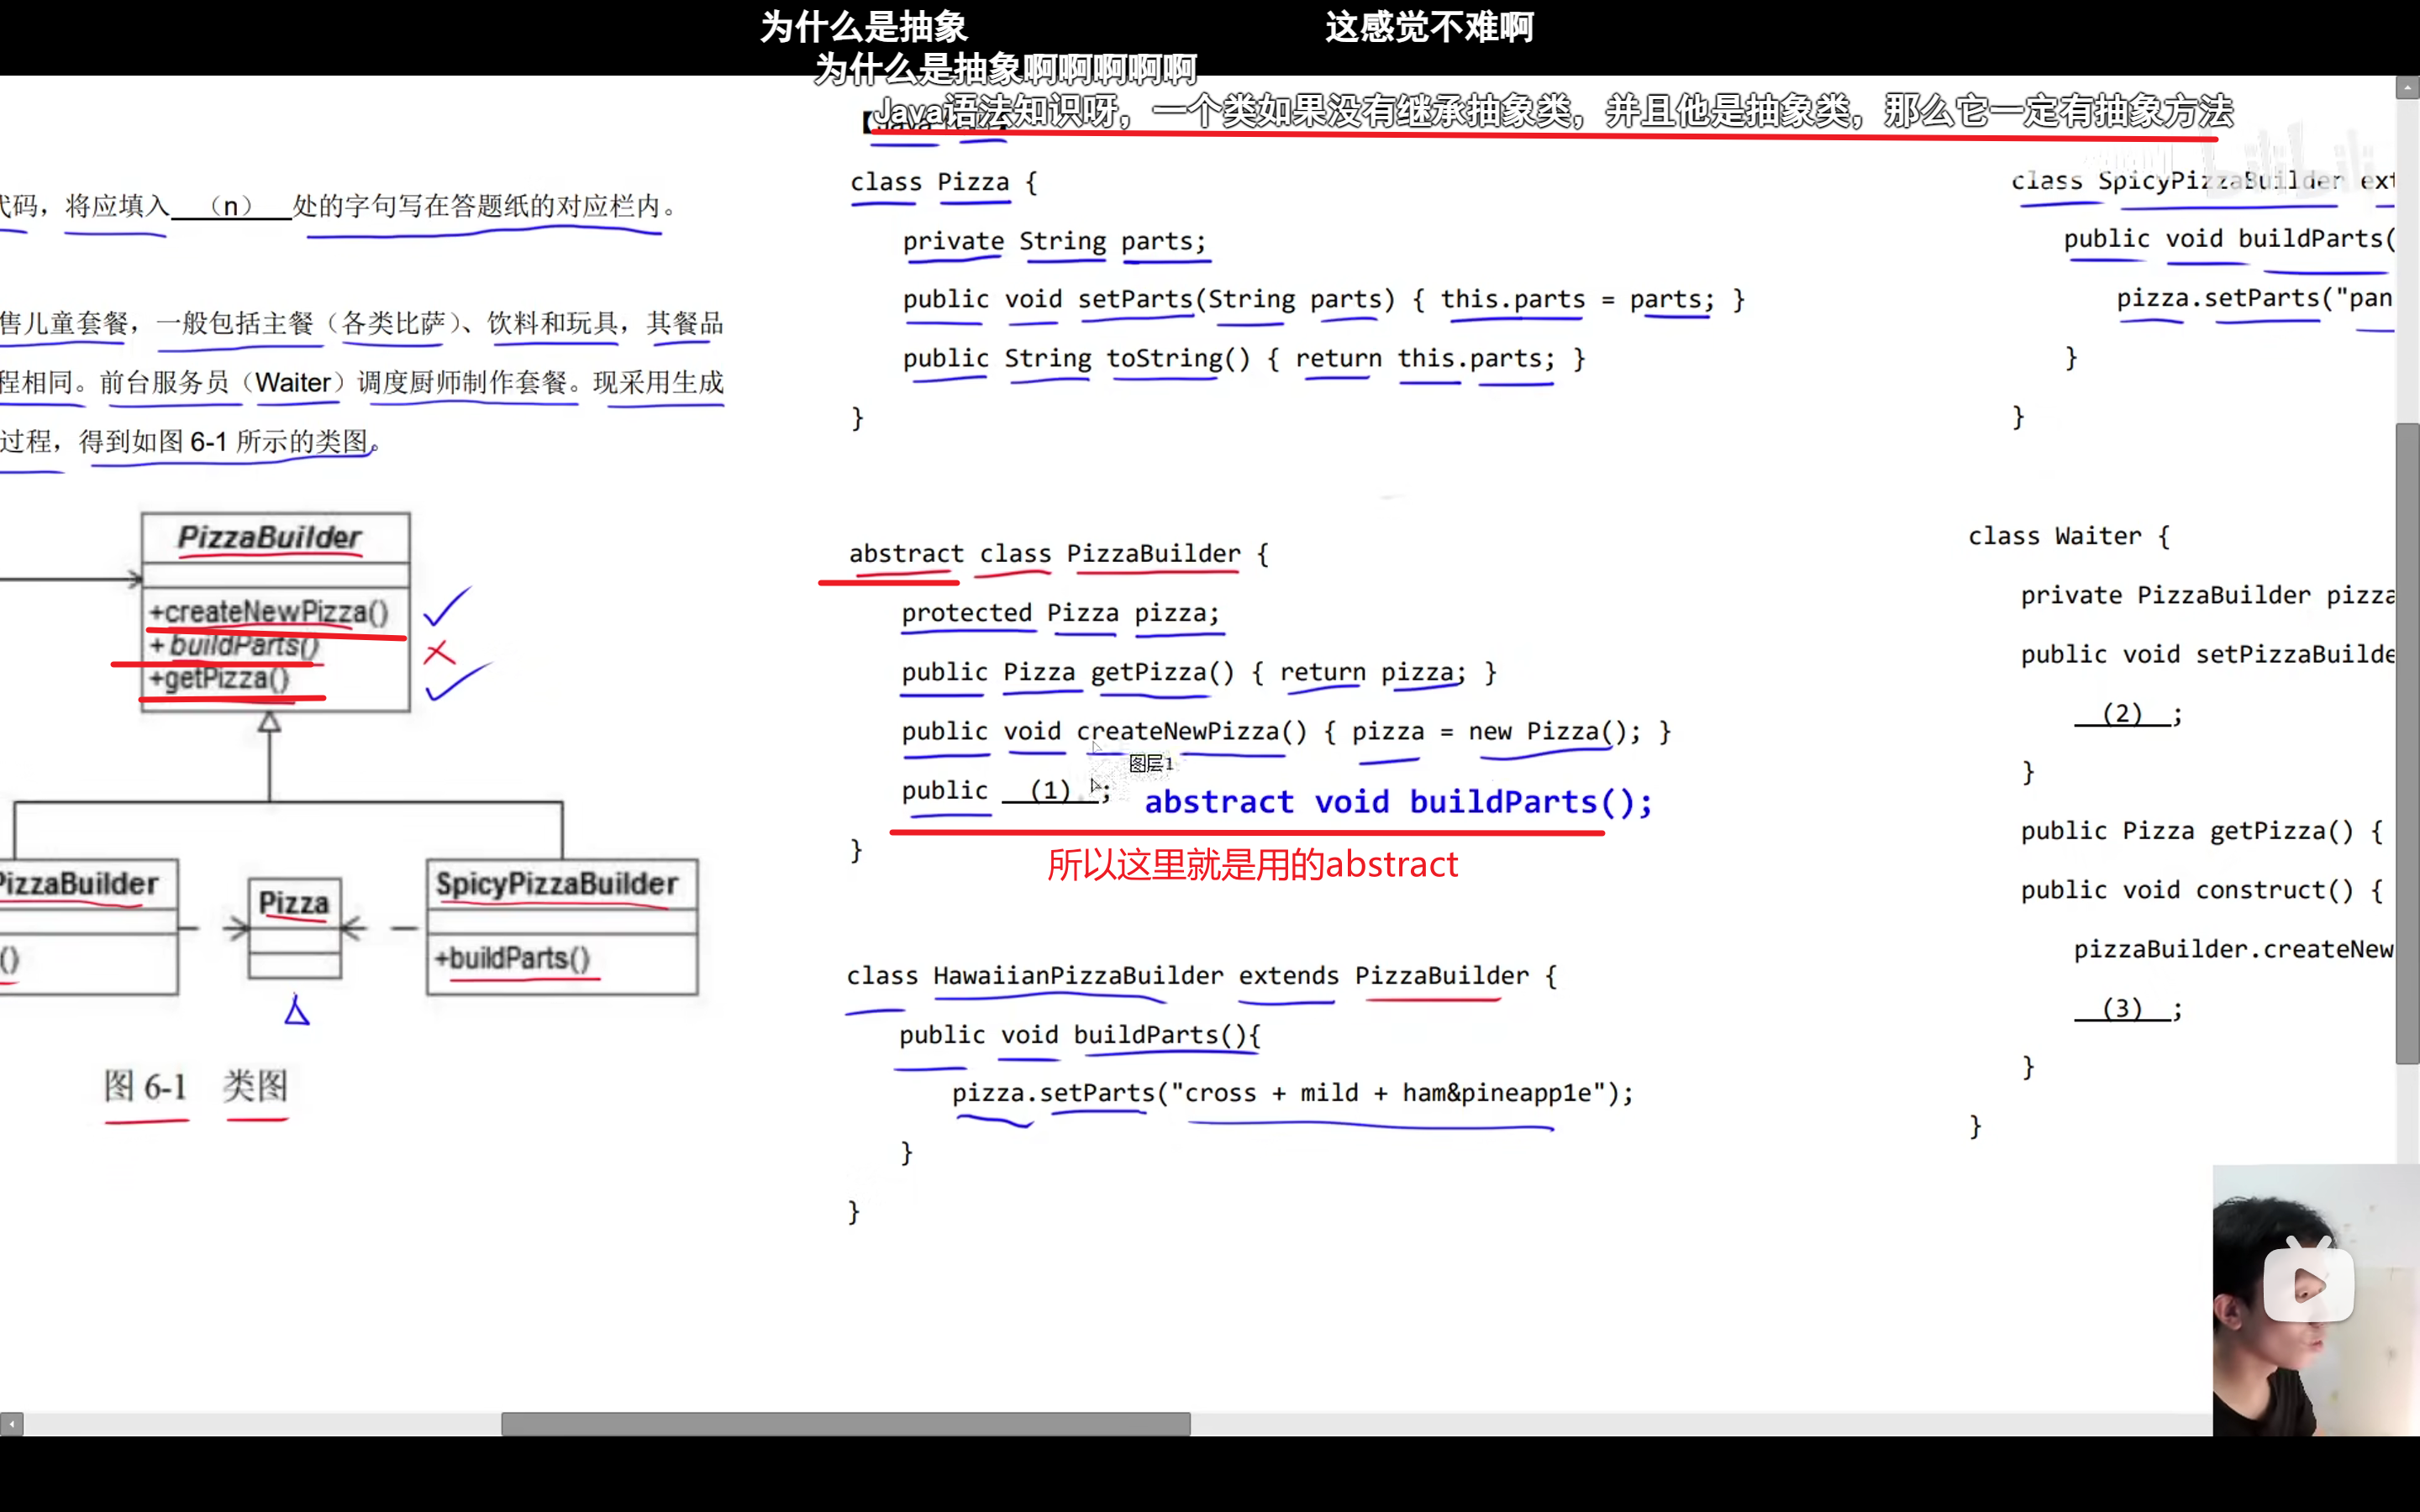 为什么是抽象
这感觉不难啊
为什么是抽象啊啊啊啊啊
Java语法知识呀，一个类如果没有继承抽象类，并且他是抽象类，那么它一定有抽象方法
代码，将应填入 （n） 处的字句写在答题纸的对应栏内。
售儿童套餐，一般包括主餐（各类比萨）、饮料和玩具，其餐品
程相同。前台服务员（Waiter）调度厨师制作套餐。现采用生成
过程，得到如图 6-1 所示的类图。
PizzaBuilder
+createNewPizza()
+ buildParts()
+getPizza()
PizzaBuilder
()
Pizza
SpicyPizzaBuilder
+buildParts()
图 6-1 类图
class Pizza {
private String parts;
public void setParts(String parts) { this.parts = parts; }
public String toString() { return this.parts; }
}
abstract class PizzaBuilder {
protected Pizza pizza;
public Pizza getPizza() { return pizza; }
public void createNewPizza() { pizza = new Pizza(); }
图层1
public (1) ; abstract void buildParts();
}
所以这里就是用的abstract
class HawaiianPizzaBuilder extends PizzaBuilder {
public void buildParts(){
pizza.setParts("cross + mild + ham&pineapp1e");
}
}
class SpicyPizzaBuilder ext
public void buildParts(
pizza.setParts("pan
}
}
class Waiter {
private PizzaBuilder pizza
public void setPizzaBuilde
(2) ;
}
public Pizza getPizza() {
public void construct() {
pizzaBuilder.createNew
(3) ;
}
}